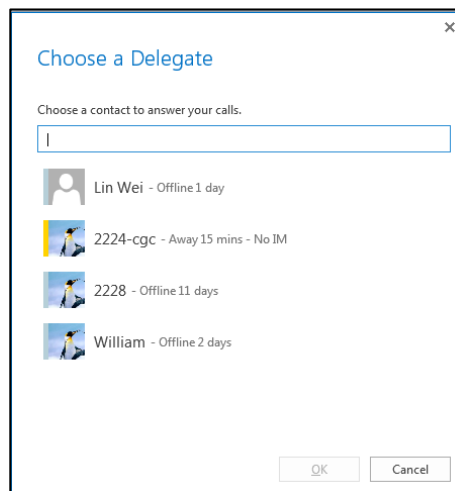 Choose a Delegate
Choose a contact to answer your calls.
Lin Wei - Offline 1 day
2224-cgc - Away 15 mins - No IM
2228 - Offline 11 days
William - Offline 2 days
OK Cancel